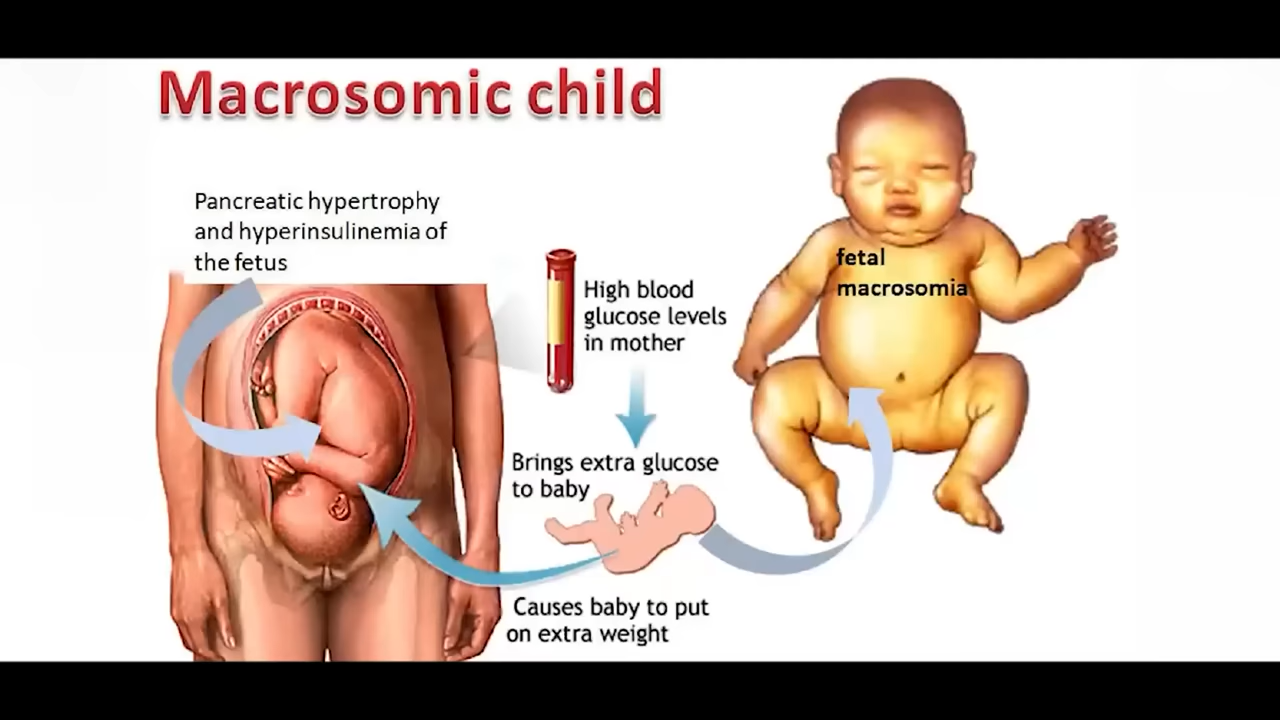 Macrosomic child
Pancreatic hypertrophy
and hyperinsulinemia of
the fetus
High blood
glucose levels
in mother
Brings extra glucose
to baby
Causes baby to put
on extra weight
fetal
macrosomia